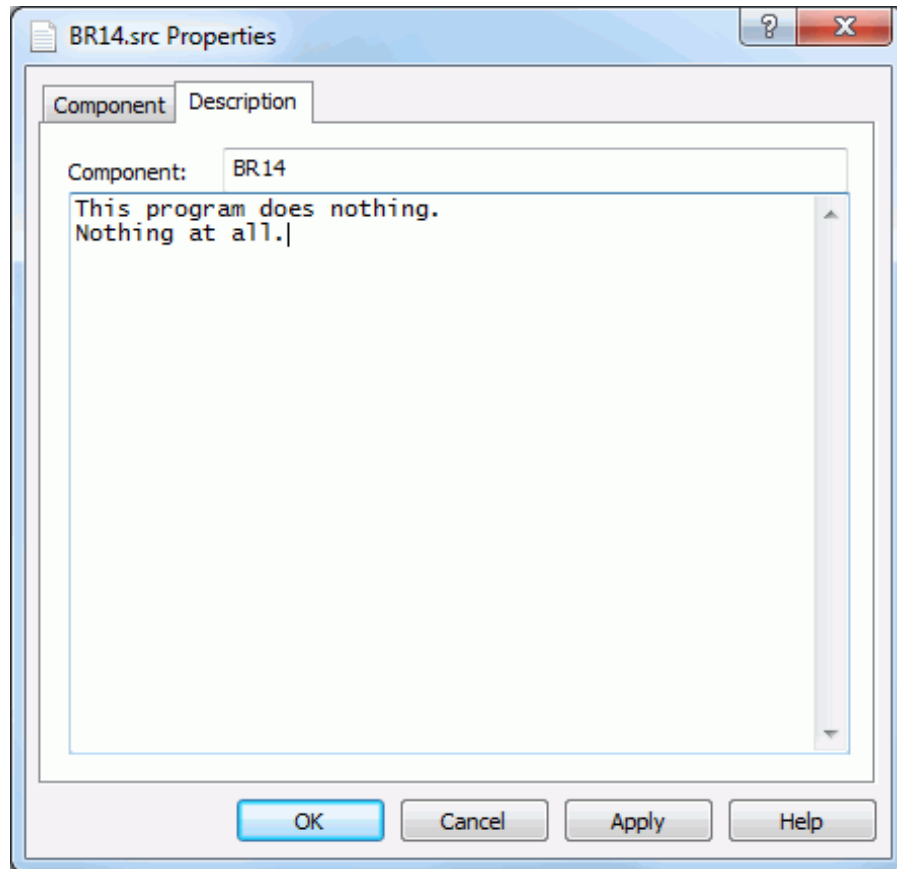 BR14.src Properties
Component Description
Component: BR14
This program does nothing.
Nothing at all.
OK Cancel Apply Help